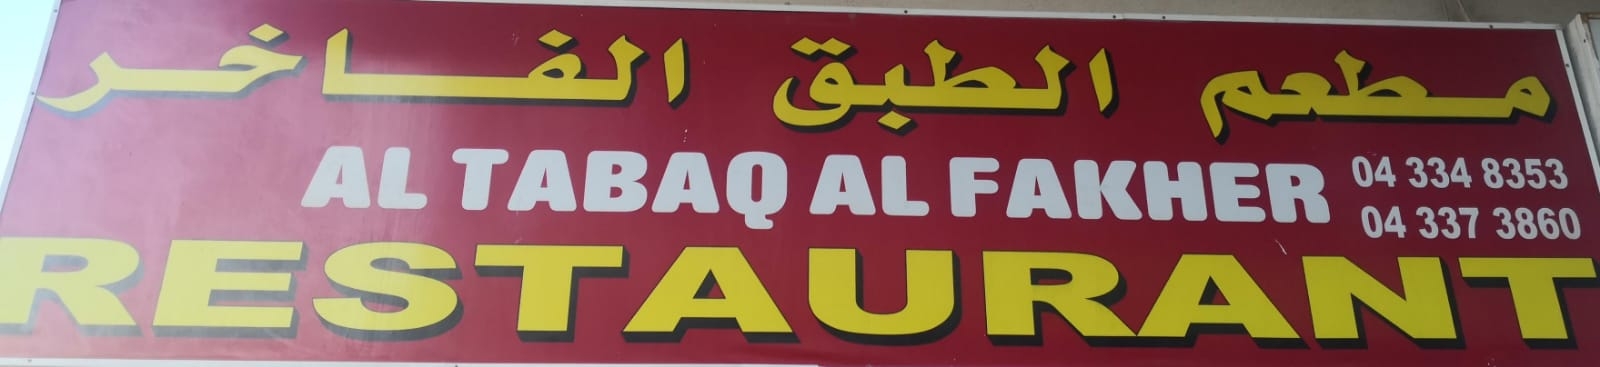 مطعم الطبق الفاخر
AL TABAQ AL FAKHER
04 334 8353
04 337 3860
RESTAURANT